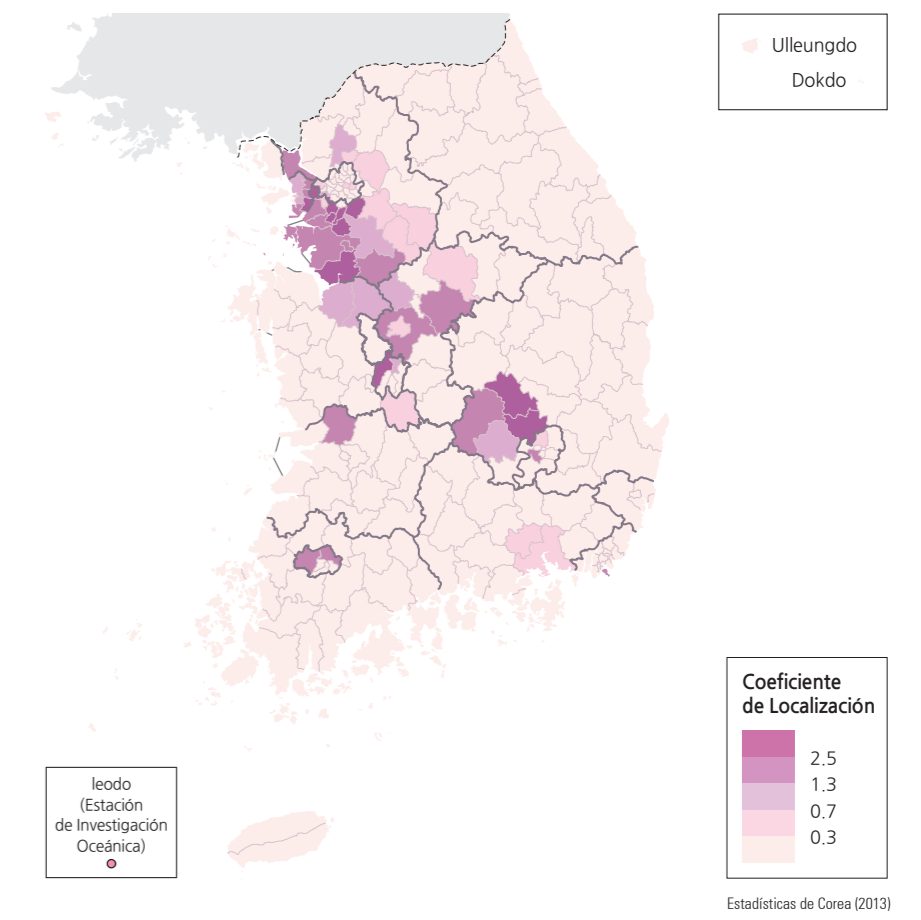 Ulleungdo
Dokdo
Coeficiente
de Localización
2.5
1.3
0.7
0.3
Ieodo
(Estación
de Investigación
Oceánica)
Estadísticas de Corea (2013)